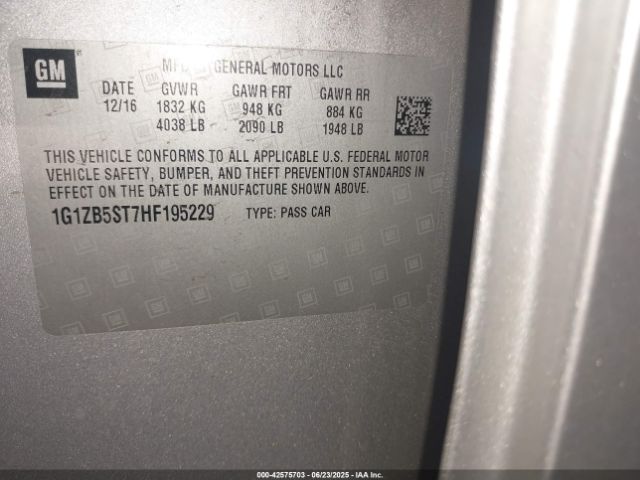 GM
MFD BY GENERAL MOTORS LLC
DATE GVWR GAWR FRT GAWR RR
12/16 1832 KG 948 KG 884 KG
4038 LB 2090 LB 1948 LB
THIS VEHICLE CONFORMS TO ALL APPLICABLE U.S. FEDERAL MOTOR
VEHICLE SAFETY, BUMPER, AND THEFT PREVENTION STANDARDS IN
EFFECT ON THE DATE OF MANUFACTURE SHOWN ABOVE.
1G1ZB5ST7HF195229 TYPE: PASS CAR
000-42575703 - 06/23/2025 - IAA Inc.